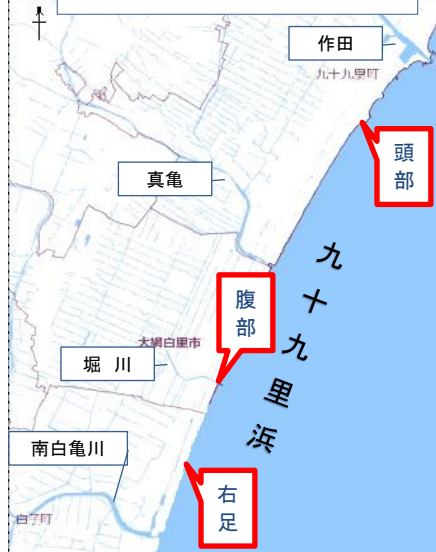 作田
九十九里町
頭部
真亀
九十九里浜
腹部
大網白里市
堀 川
南白亀川
右足
白子町